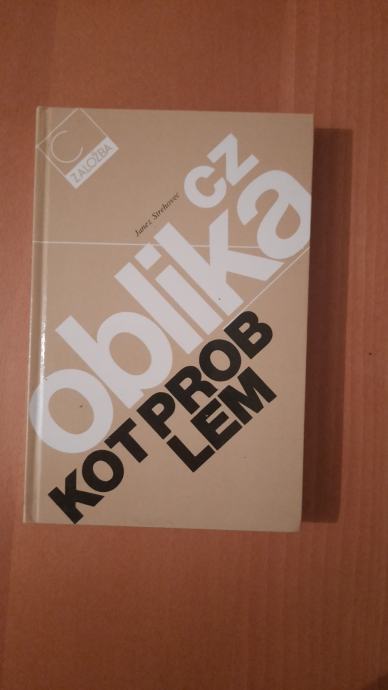 C
ZALOŽBA
Janez Strehovec
CZ
oblika
KOT PROB
LEM